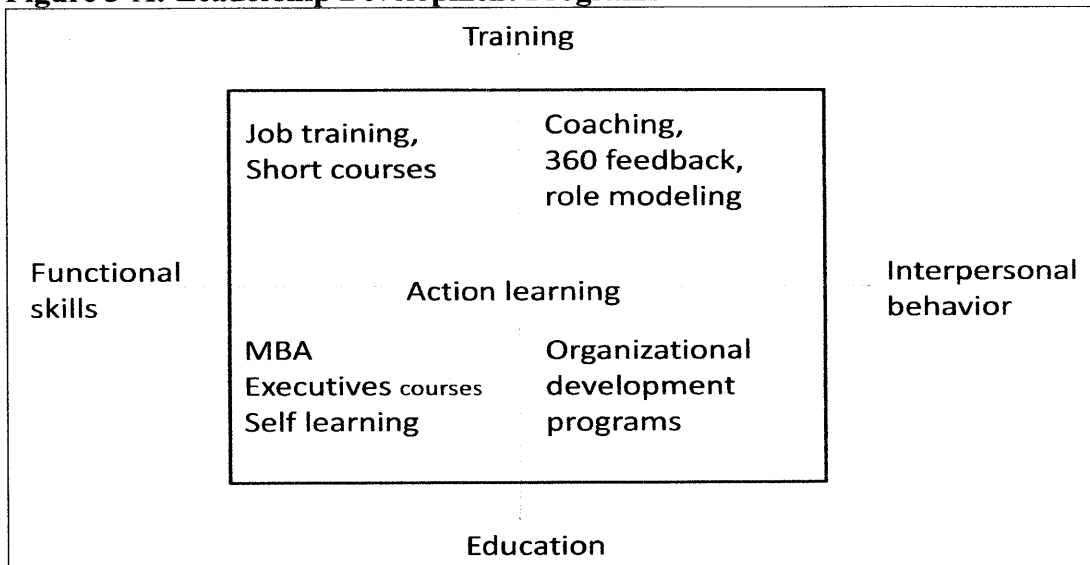 Training
Job training,
Short courses
Coaching,
360 feedback,
role modeling
Functional
skills
Action learning
Interpersonal
behavior
MBA
Executives courses
Self learning
Organizational
development
programs
Education